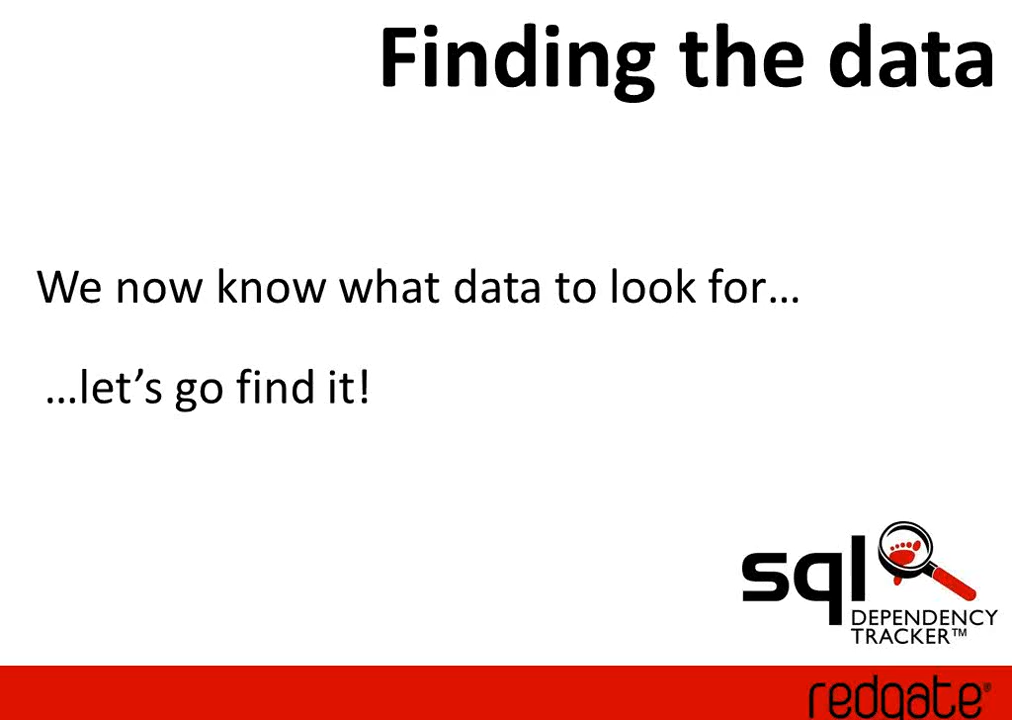 Finding the data
We now know what data to look for…
…let’s go find it!
sql
DEPENDENCY
TRACKER™
redgate®